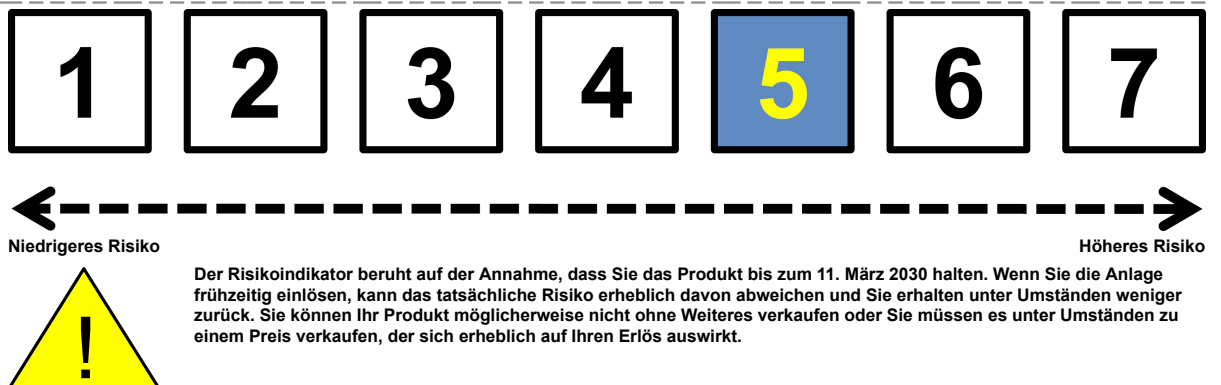 1 2 3 4 5 6 7
Niedrigeres Risiko Höheres Risiko
Der Risikoindikator beruht auf der Annahme, dass Sie das Produkt bis zum 11. März 2030 halten. Wenn Sie die Anlage
frühzeitig einlösen, kann das tatsächliche Risiko erheblich davon abweichen und Sie erhalten unter Umständen weniger
zurück. Sie können Ihr Produkt möglicherweise nicht ohne Weiteres verkaufen oder Sie müssen es unter Umständen zu
einem Preis verkaufen, der sich erheblich auf Ihren Erlös auswirkt.
!